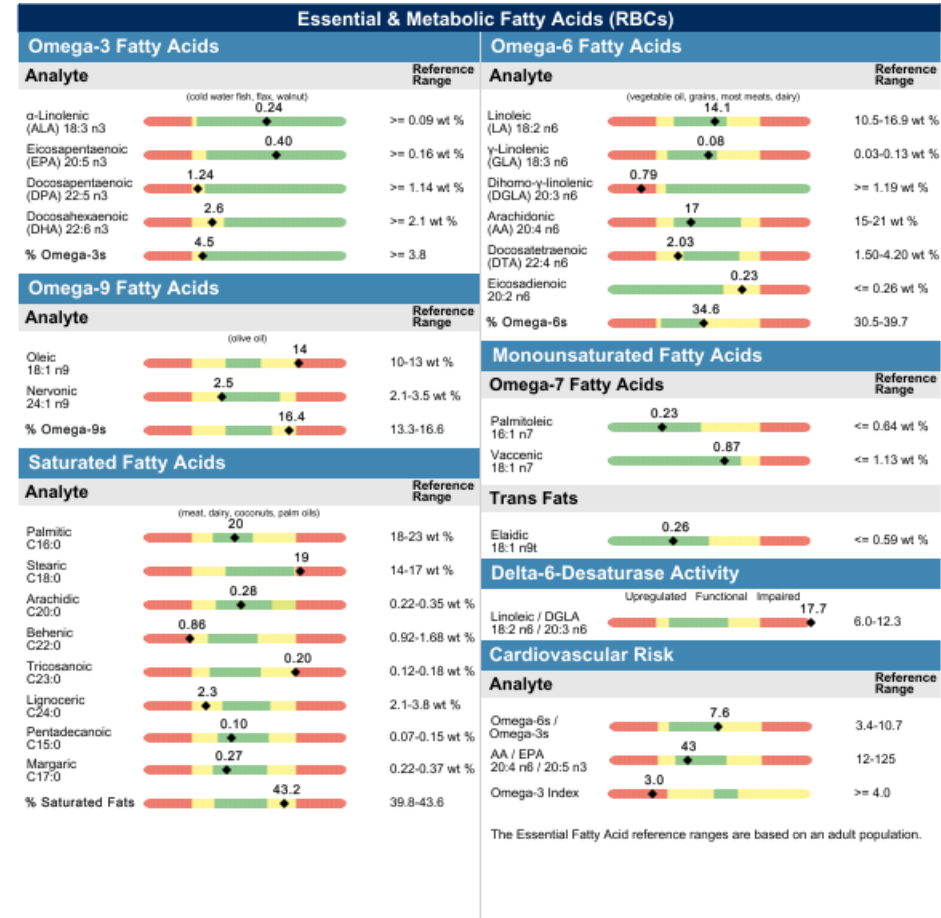 Essential & Metabolic Fatty Acids (RBCs)
Omega-3 Fatty Acids
Analyte
Reference
Range
(cold water fish, flax, walnut)
0.24
α-Linolenic
(ALA) 18:3 n3
>= 0.09 wt %
0.40
Eicosapentaenoic
(EPA) 20:5 n3
>= 0.16 wt %
1.24
Docosapentaenoic
(DPA) 22:5 n3
>= 1.14 wt %
2.6
Docosahexaenoic
(DHA) 22:6 n3
>= 2.1 wt %
4.5
% Omega-3s
>= 3.8
Omega-9 Fatty Acids
Analyte
Reference
Range
(olive oil)
14
Oleic
18:1 n9
10-13 wt %
2.5
Nervonic
24:1 n9
2.1-3.5 wt %
16.4
% Omega-9s
13.3-16.6
Saturated Fatty Acids
Analyte
Reference
Range
(meat, dairy, coconuts, palm oils)
20
Palmitic
C16:0
18-23 wt %
19
Stearic
C18:0
14-17 wt %
0.28
Arachidic
C20:0
0.22-0.35 wt %
0.86
Behenic
C22:0
0.92-1.68 wt %
0.20
Tricosanoic
C23:0
0.12-0.18 wt %
2.3
Lignoceric
C24:0
2.1-3.8 wt %
0.10
Pentadecanoic
C15:0
0.07-0.15 wt %
0.27
Margaric
C17:0
0.22-0.37 wt %
43.2
% Saturated Fats
39.8-43.6
Omega-6 Fatty Acids
Analyte
Reference
Range
(vegetable oil, grains, most meats, dairy)
14.1
Linoleic
(LA) 18:2 n6
10.5-16.9 wt %
0.08
γ-Linolenic
(GLA) 18:3 n6
0.03-0.13 wt %
0.79
Dihomo-γ-linolenic
(DGLA) 20:3 n6
>= 1.19 wt %
17
Arachidonic
(AA) 20:4 n6
15-21 wt %
2.03
Docosatetraenoic
(DTA) 22:4 n6
1.50-4.20 wt %
0.23
Eicosadienoic
20:2 n6
<= 0.26 wt %
34.6
% Omega-6s
30.5-39.7
Monounsaturated Fatty Acids
Omega-7 Fatty Acids
Reference
Range
0.23
Palmitoleic
16:1 n7
<= 0.64 wt %
0.87
Vaccenic
18:1 n7
<= 1.13 wt %
Trans Fats
0.26
Elaidic
18:1 n9t
<= 0.59 wt %
Delta-6-Desaturase Activity
Upregulated Functional Impaired
17.7
Linoleic / DGLA
18:2 n6 / 20:3 n6
6.0-12.3
Cardiovascular Risk
Analyte
Reference
Range
7.6
Omega-6s /
Omega-3s
3.4-10.7
43
AA / EPA
20:4 n6 / 20:5 n3
12-125
3.0
Omega-3 Index
>= 4.0
The Essential Fatty Acid reference ranges are based on an adult population.